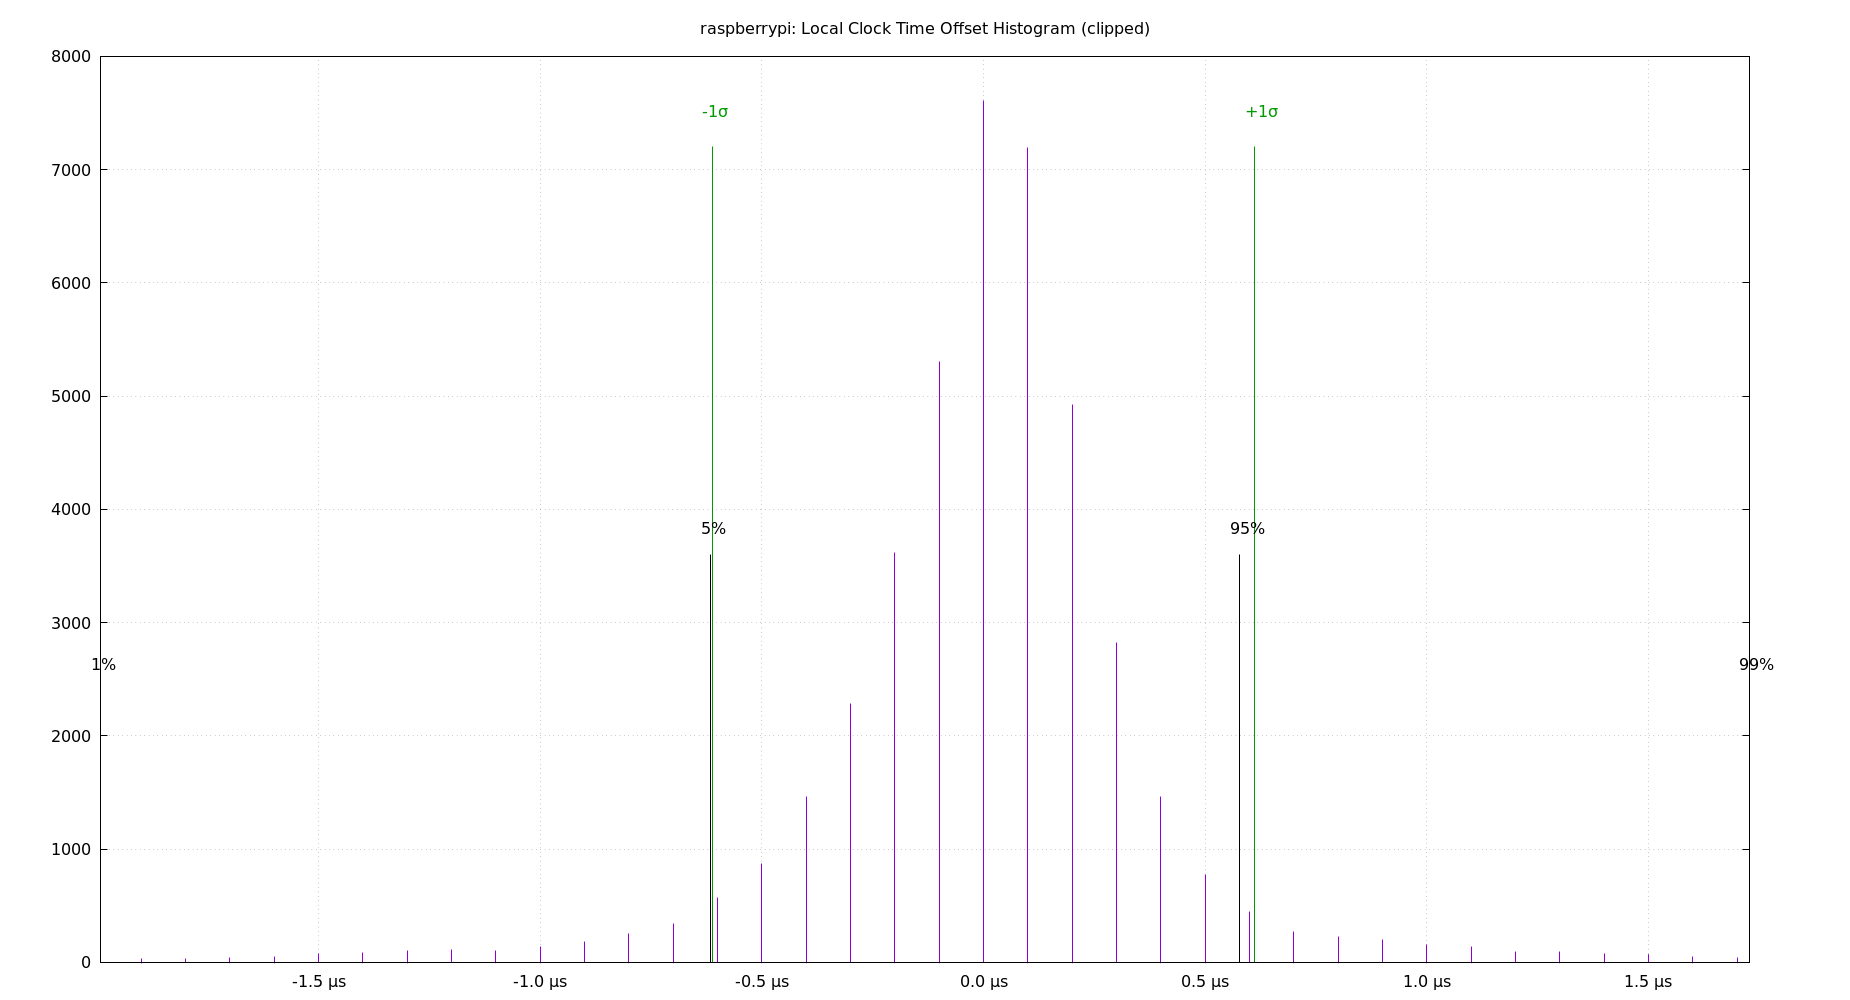 raspberrypi: Local Clock Time Offset Histogram (clipped)
8000
-1σ
+1σ
7000
6000
5000
4000
5%
95%
3000
1%
99%
2000
1000
0
-1.5 µs
-1.0 µs
-0.5 µs
0.0 µs
0.5 µs
1.0 µs
1.5 µs